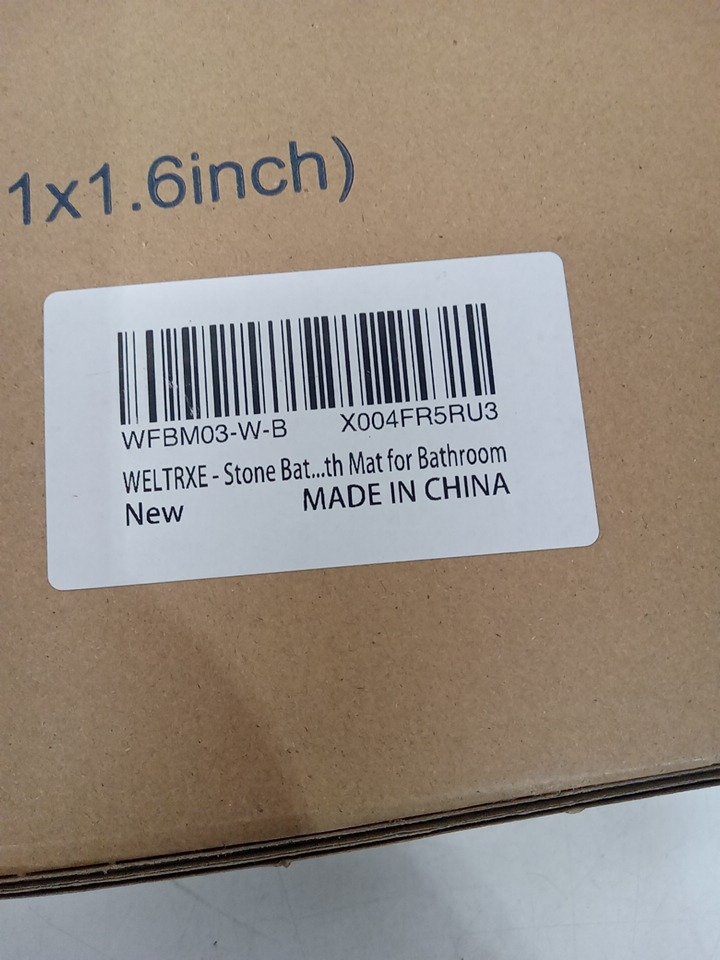 1x1.6inch)
WFBM03-W-B X004FR5RU3
WELTRXE - Stone Bat...th Mat for Bathroom
New MADE IN CHINA